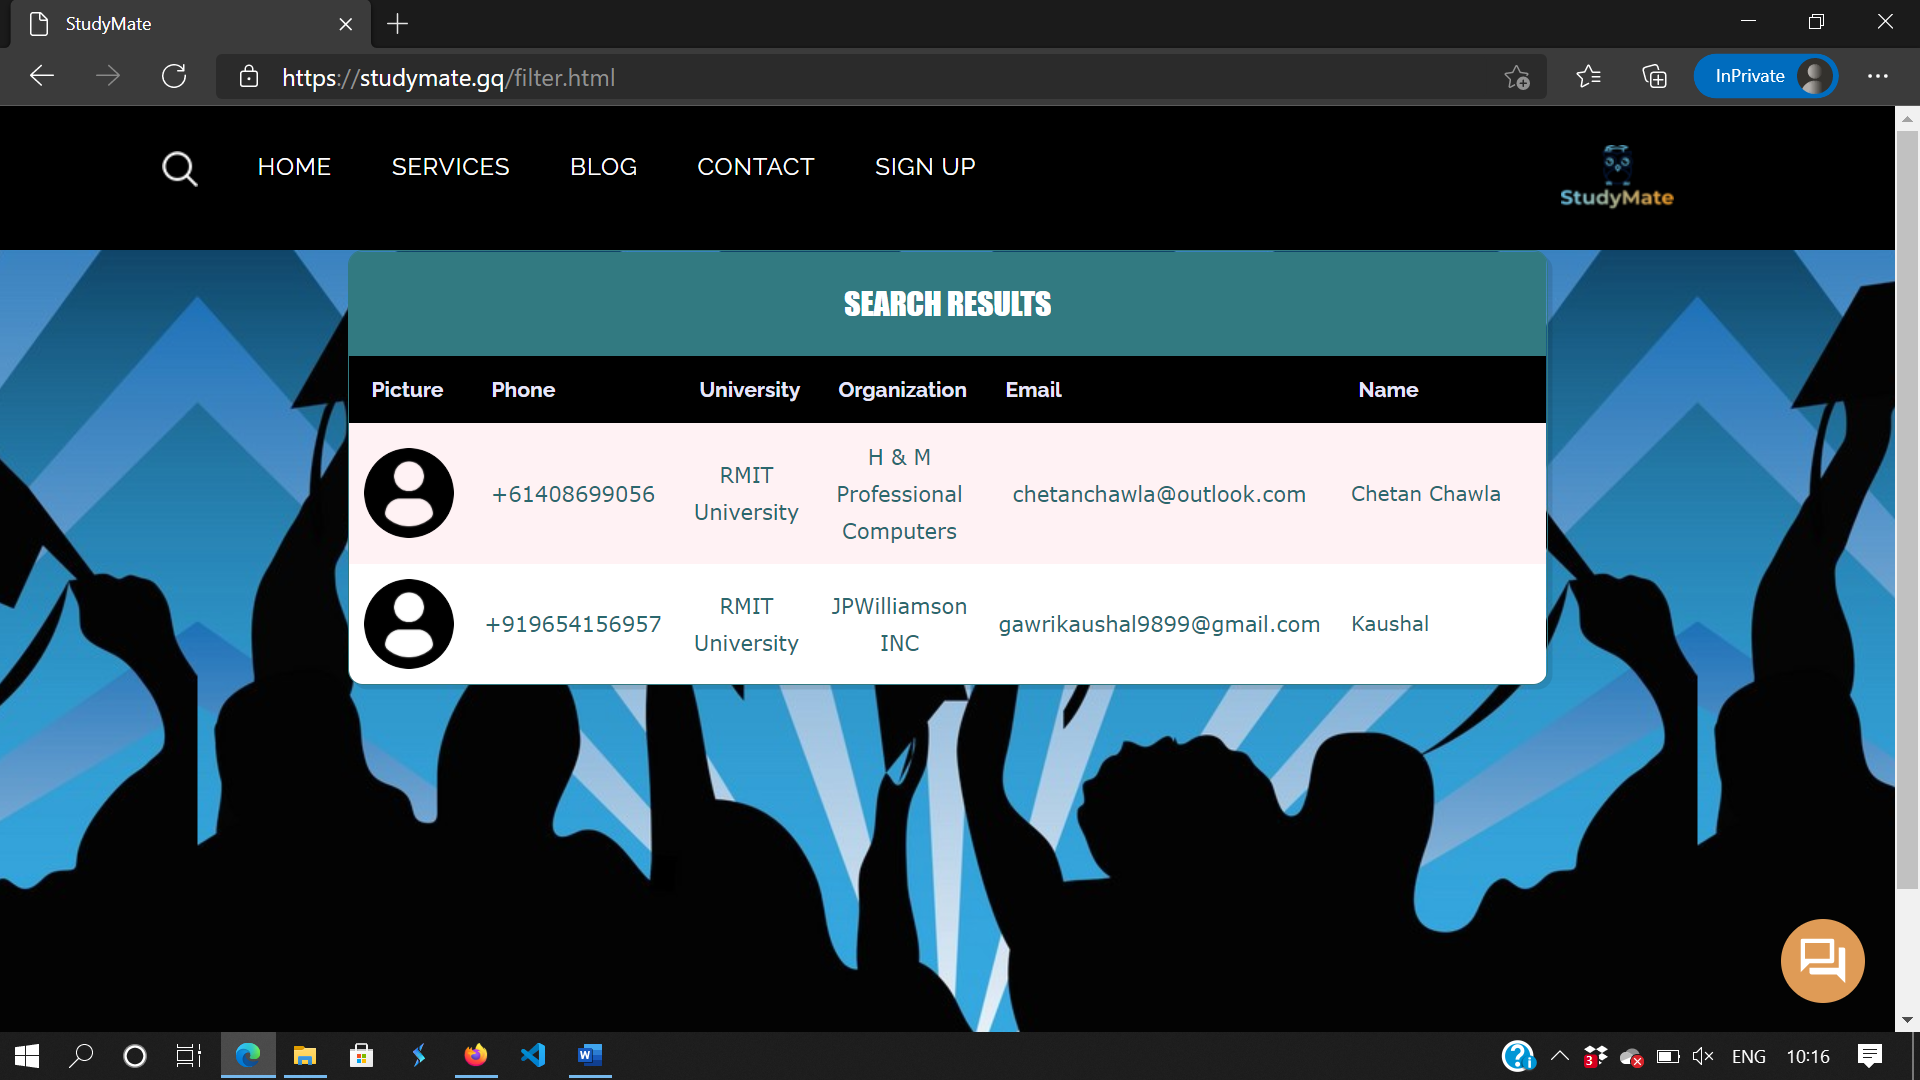 StudyMate
https://studymate.gq/filter.html
InPrivate
HOME SERVICES BLOG CONTACT SIGN UP
StudyMate
SEARCH RESULTS
Picture Phone University Organization Email Name
+61408699056 RMIT University H & M Professional Computers chetanchawla@outlook.com Chetan Chawla
+919654156957 RMIT University JPWilliamson INC gawrikaushal9899@gmail.com Kaushal
W 3 ENG 10:16